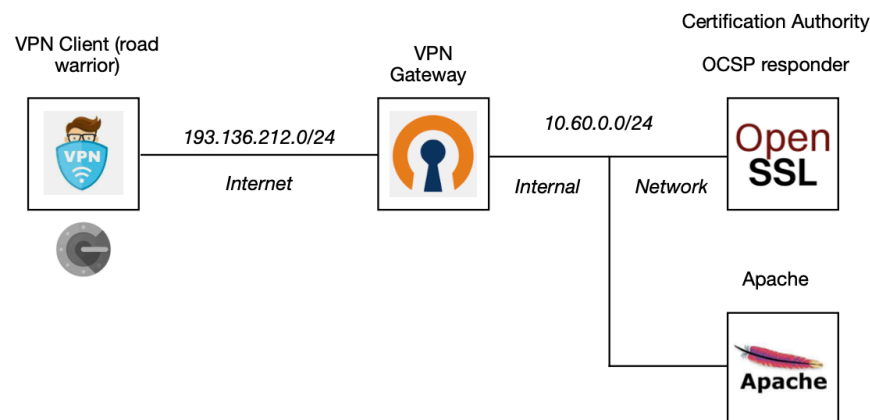 Certification Authority
VPN Client (road
warrior)
VPN
Gateway
OCSP responder
VPN
193.136.212.0/24
10.60.0.0/24
Open
SSL
Internet
Internal
Network
Apache
Apache